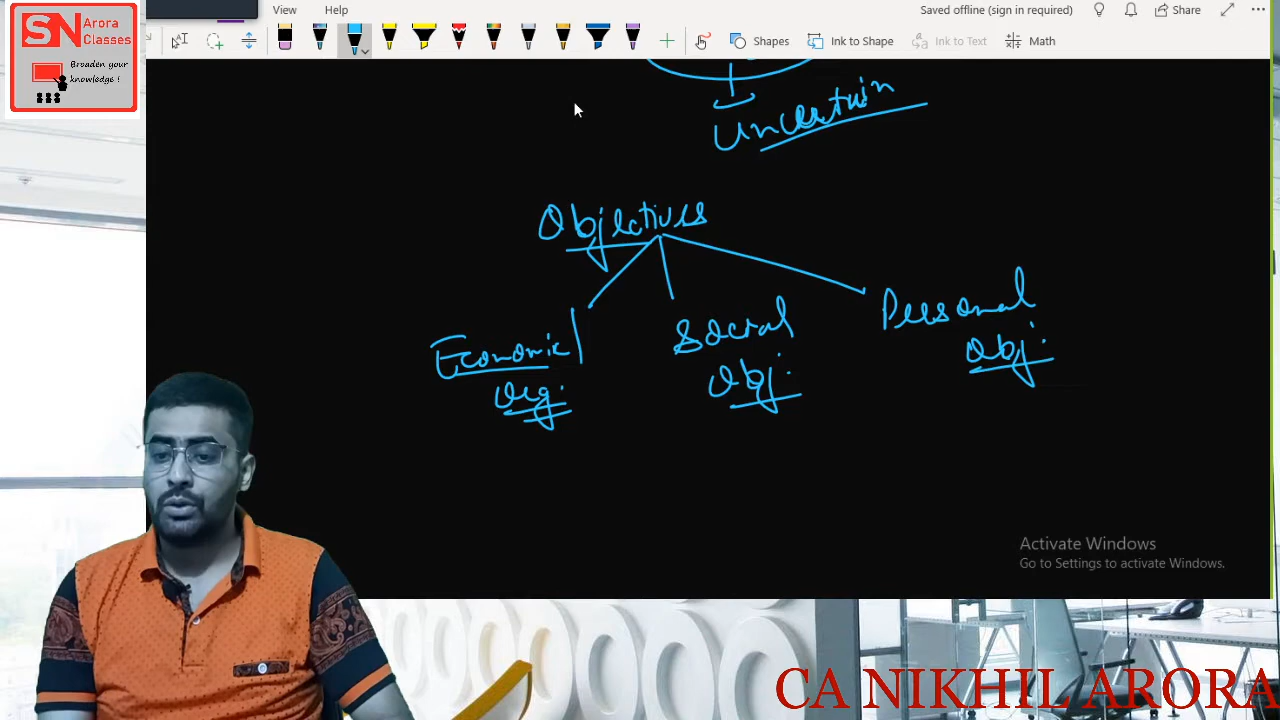 SN
Arora
Classes
Broaden your
knowledge !
View
Help
Saved offline (sign in required)
Share
Shapes
Ink to Shape
Ink to Text
Math
Uncertain
Objectives
Economic
Social
Personal
Org.
Obj.
Obj.
Activate Windows
Go to Settings to activate Windows.
CA NIKHIL ARORA